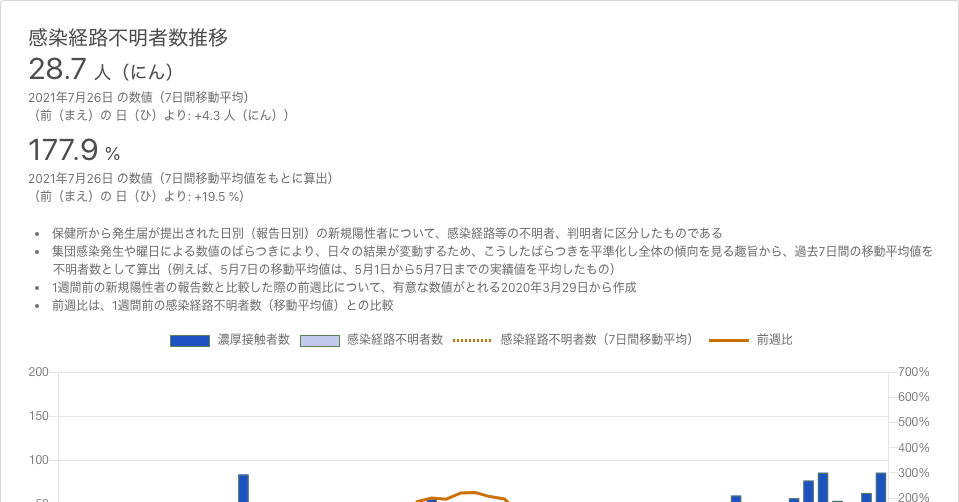 感染経路不明者数推移
28.7 人（にん）
2021年7月26日 の数値（7日間移動平均）
（前（まえ）の 日（ひ）より: +4.3 人（にん））
177.9 %
2021年7月26日 の数値（7日間移動平均値をもとに算出）
（前（まえ）の 日（ひ）より: +19.5 %）
• 保健所から発生届が提出された日別（報告日別）の新規陽性者について、感染経路等の不明者、判明者に区分したものである
• 集団感染発生や曜日による数値のばらつきにより、日々の結果が変動するため、こうしたばらつきを平準化し全体の傾向を見る趣旨から、過去7日間の移動平均値を
不明者数として算出（例えば、5月7日の移動平均値は、5月1日から5月7日までの実績値を平均したもの）
• 1週間前の新規陽性者の報告数と比較した際の前週比について、有意な数値がとれる2020年3月29日から作成
• 前週比は、1週間前の感染経路不明者数（移動平均値）との比較
濃厚接触者数 感染経路不明者数 感染経路不明者数（7日間移動平均） 前週比
200 700%
600%
150 500%
400%
100 300%
200%